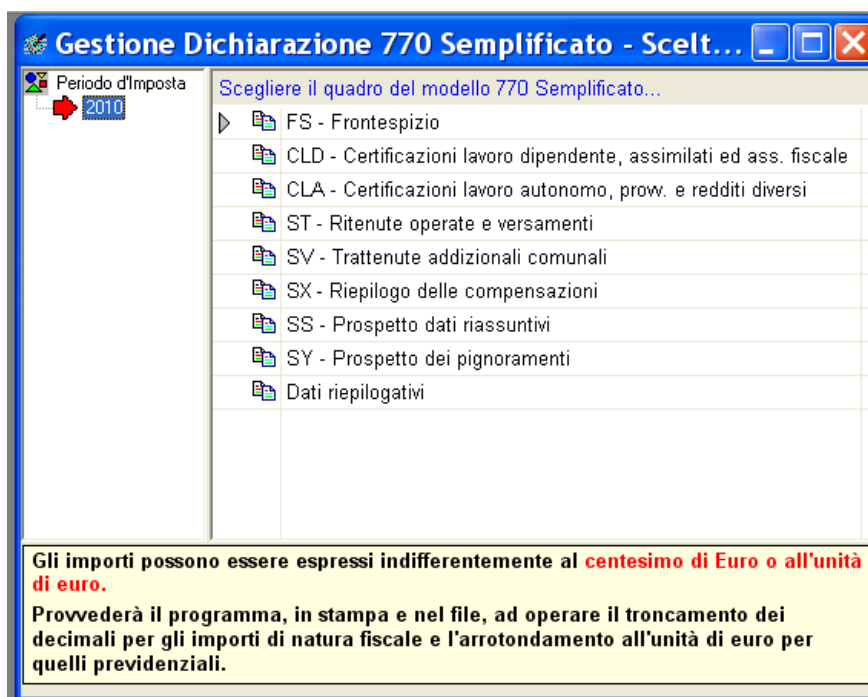 Gestione Dichiarazione 770 Semplificato - Scelt...
Periodo d'Imposta
2010
Scegliere il quadro del modello 770 Semplificato...
FS - Frontespizio
CLD - Certificazioni lavoro dipendente, assimilati ed ass. fiscale
CLA - Certificazioni lavoro autonomo, provv. e redditi diversi
ST - Ritenute operate e versamenti
SV - Trattenute addizionali comunali
SX - Riepilogo delle compensazioni
SS - Prospetto dati riassuntivi
SY - Prospetto dei pignoramenti
Dati riepilogativi
Gli importi possono essere espressi indifferentemente al centesimo di Euro o all'unità
di euro.
Provvederà il programma, in stampa e nel file, ad operare il troncamento dei
decimali per gli importi di natura fiscale e l'arrotondamento all'unità di euro per
quelli previdenziali.